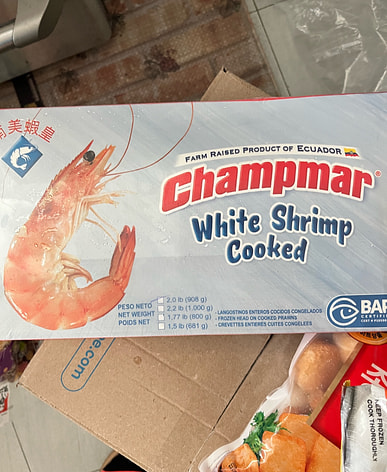 美蝦皇
FARM RAISED PRODUCT OF ECUADOR
Champmar®
White Shrimp
Cooked
PESO NETO
NET WEIGHT
POIDS NET
2,0 lb (908 g)
2,2 lb (1.000 g)
1,77 lb (800 g)
1,5 lb (681 g)
- LANGOSTINOS ENTEROS COCIDOS CONGELADOS
- FROZEN HEAD ON COOKED PRAWNS
- CREVETTES ENTIÈRES CUITES CONGELÉES
BAP
CERTIFIED
e.com
KEEP FROZEN
COOK THOROUGHLY